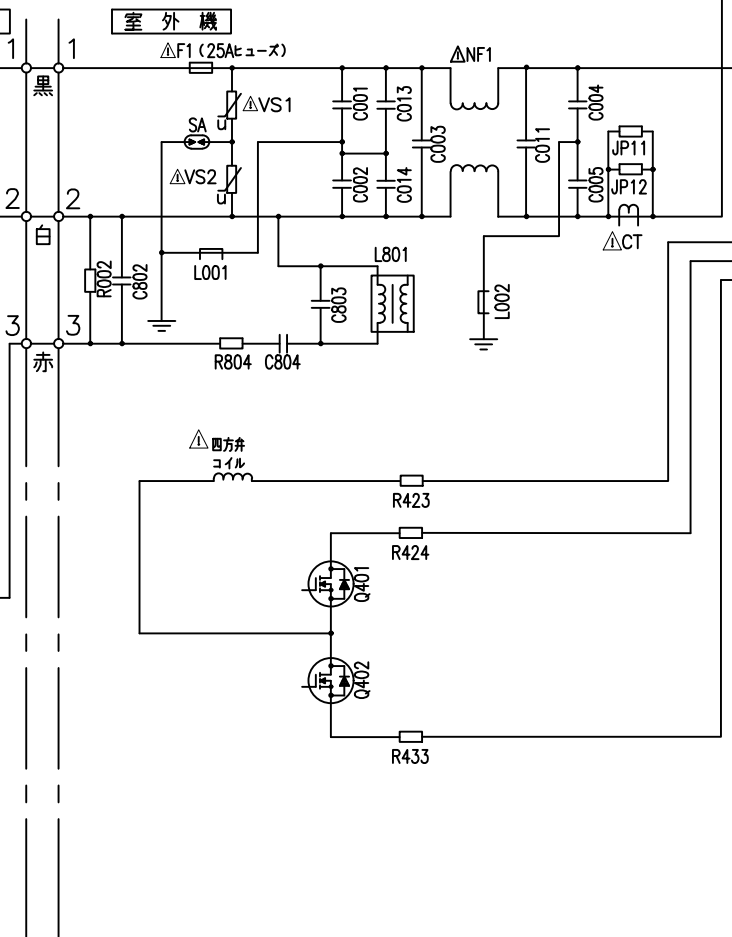 室外機
1 1
⚠F1 (25Aヒューズ)
⚠NF1
黒
⚠VS1
u
SA
C001
C013
C003
C011
C004
JP11
⚠VS2
u
C002
C014
C005
JP12
2 2
白
⚠CT
R002
C802
L001
L801
C803
L002
3 3
赤
R804 C804
⚠ 四方弁
コイル
R423
R424
Q401
Q402
R433